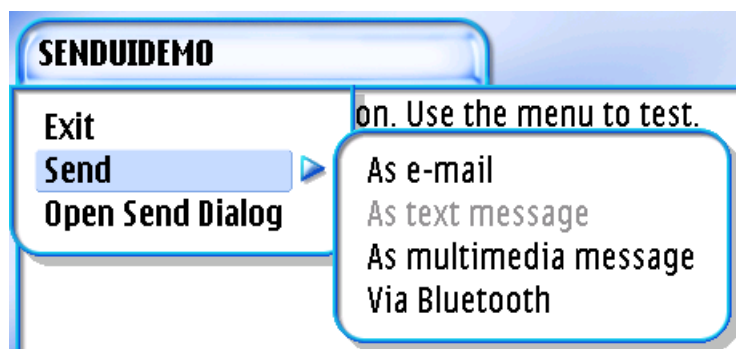 SENDUIDEMO
on. Use the menu to test.
Exit
Send
Open Send Dialog
As e-mail
As text message
As multimedia message
Via Bluetooth